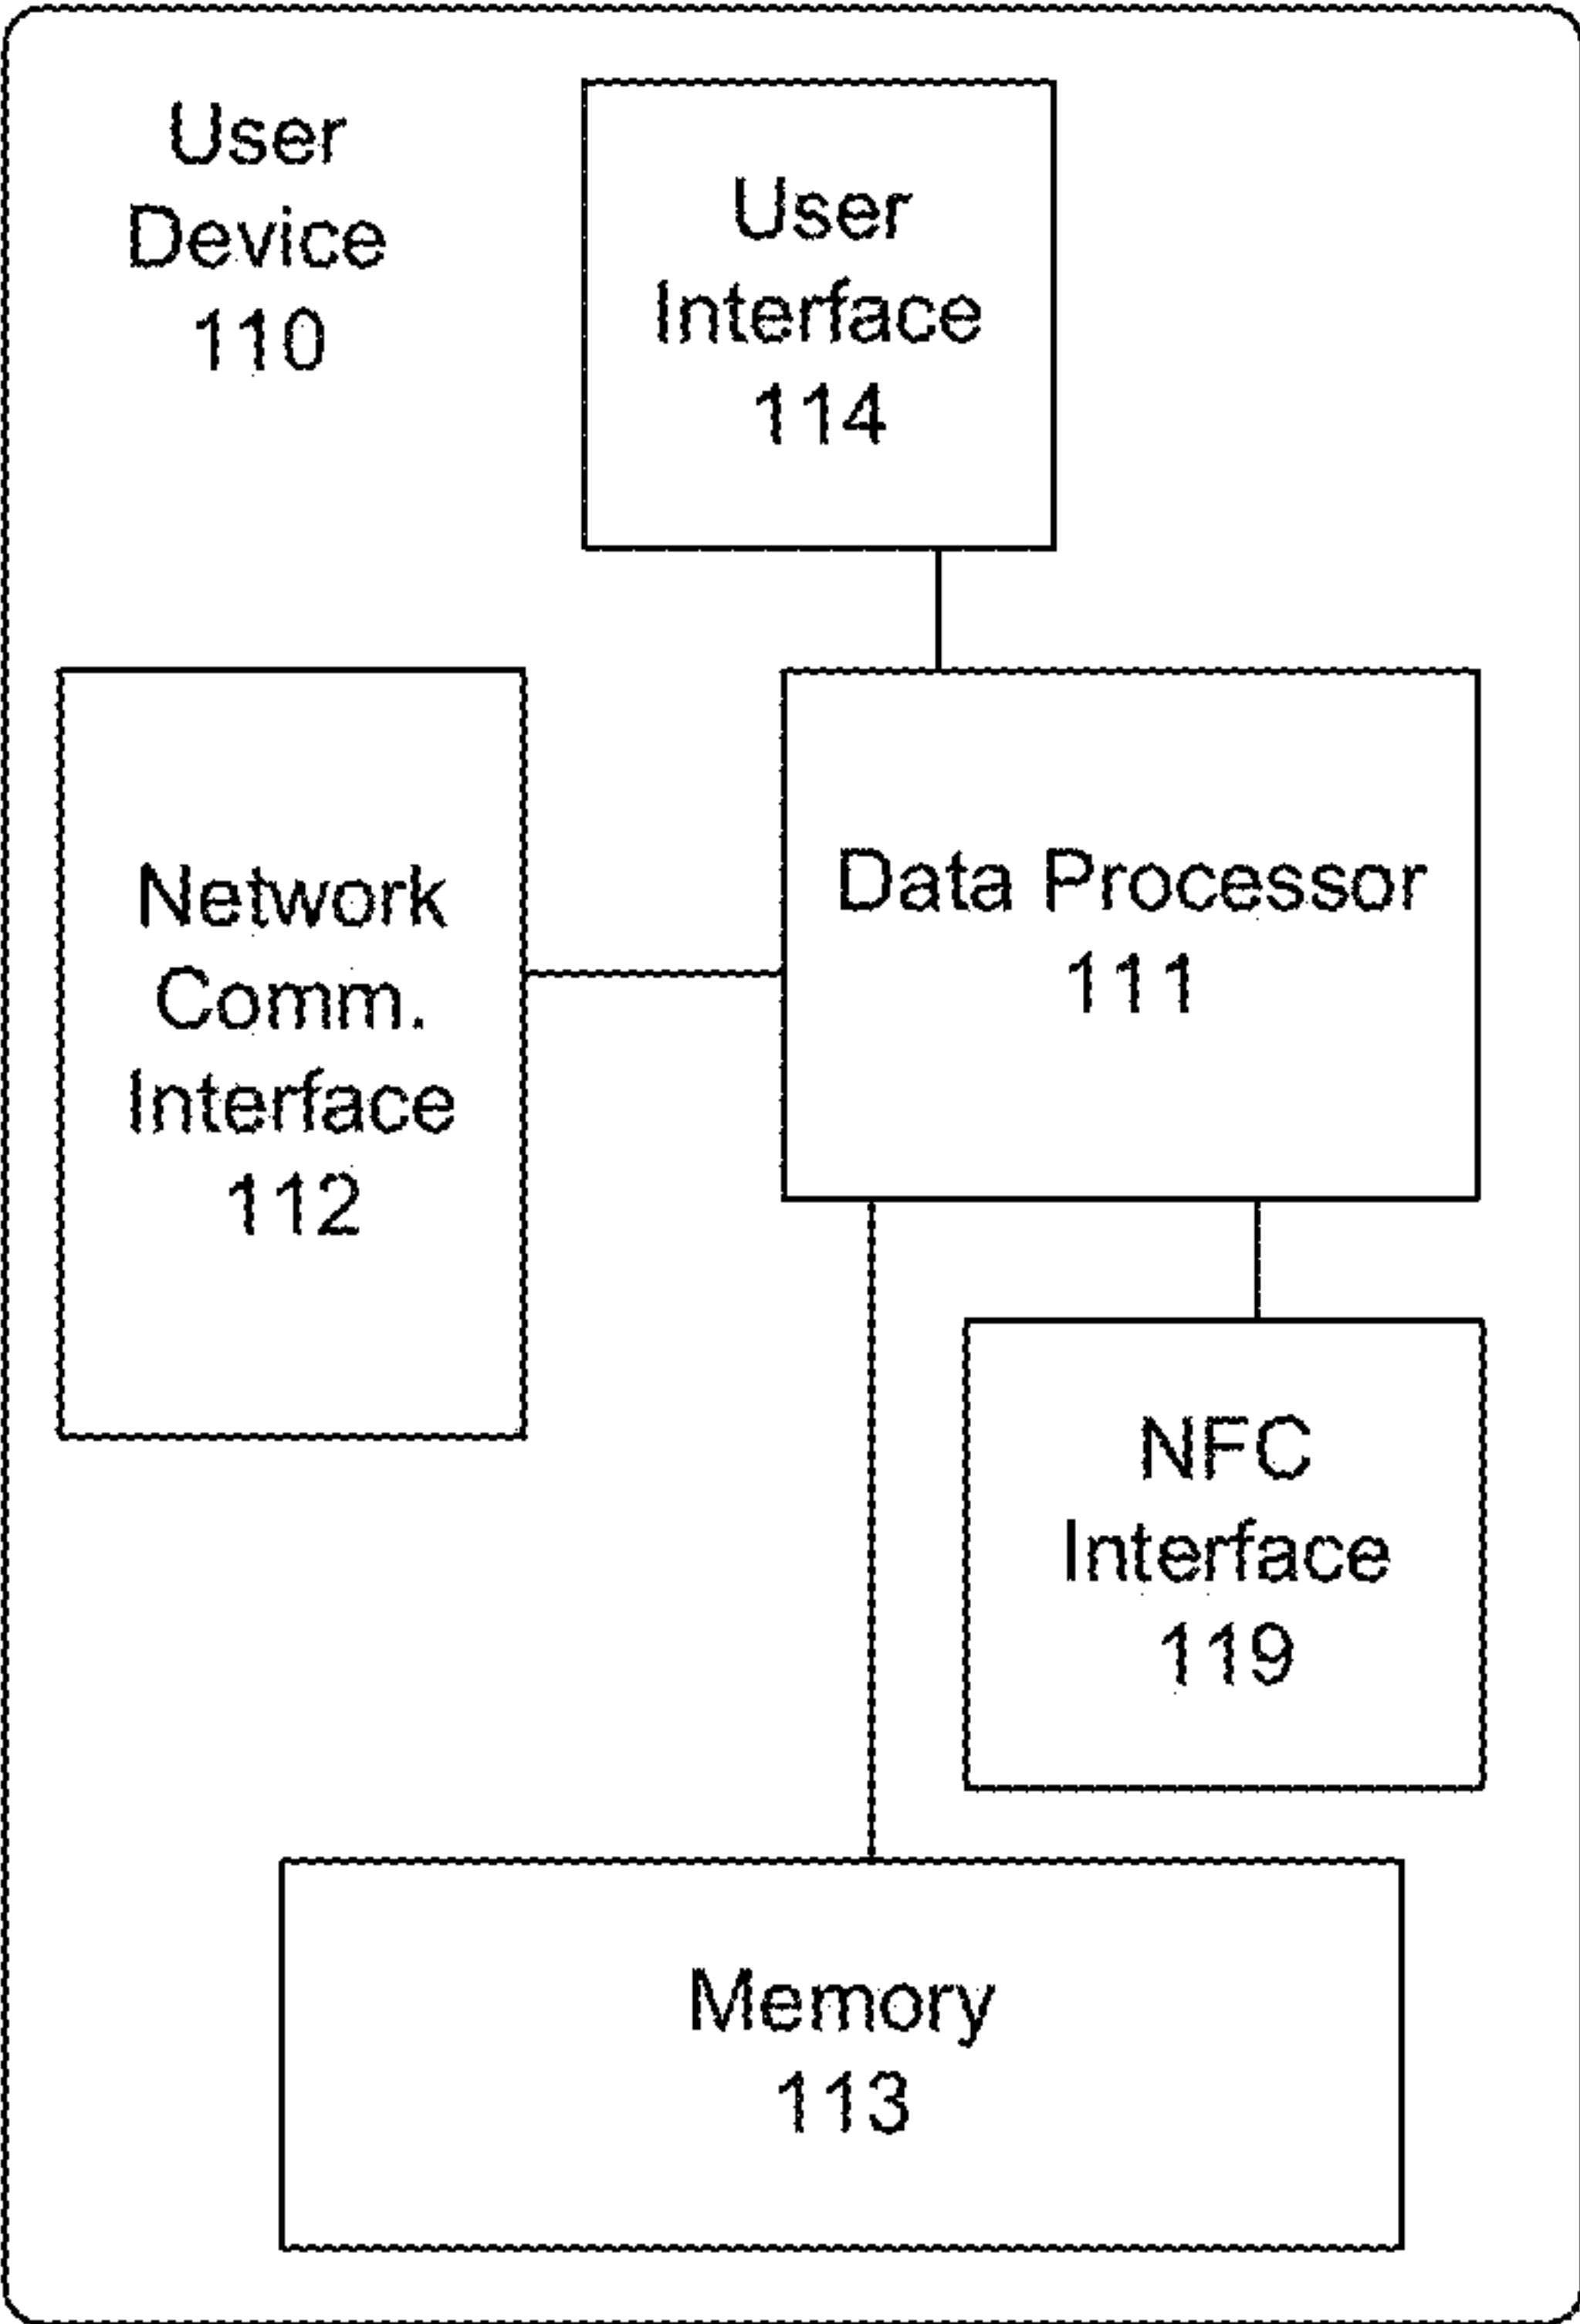 User
Device
110
User
Interface
114
Network
Comm.
Interface
112
Data Processor
111
NFC
Interface
119
Memory
113